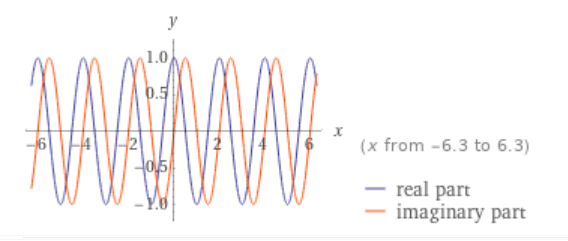 y
1.0
0.5
−6 −4 −2 2 4 6 x
−0.5
−1.0
(x from −6.3 to 6.3)
real part
imaginary part